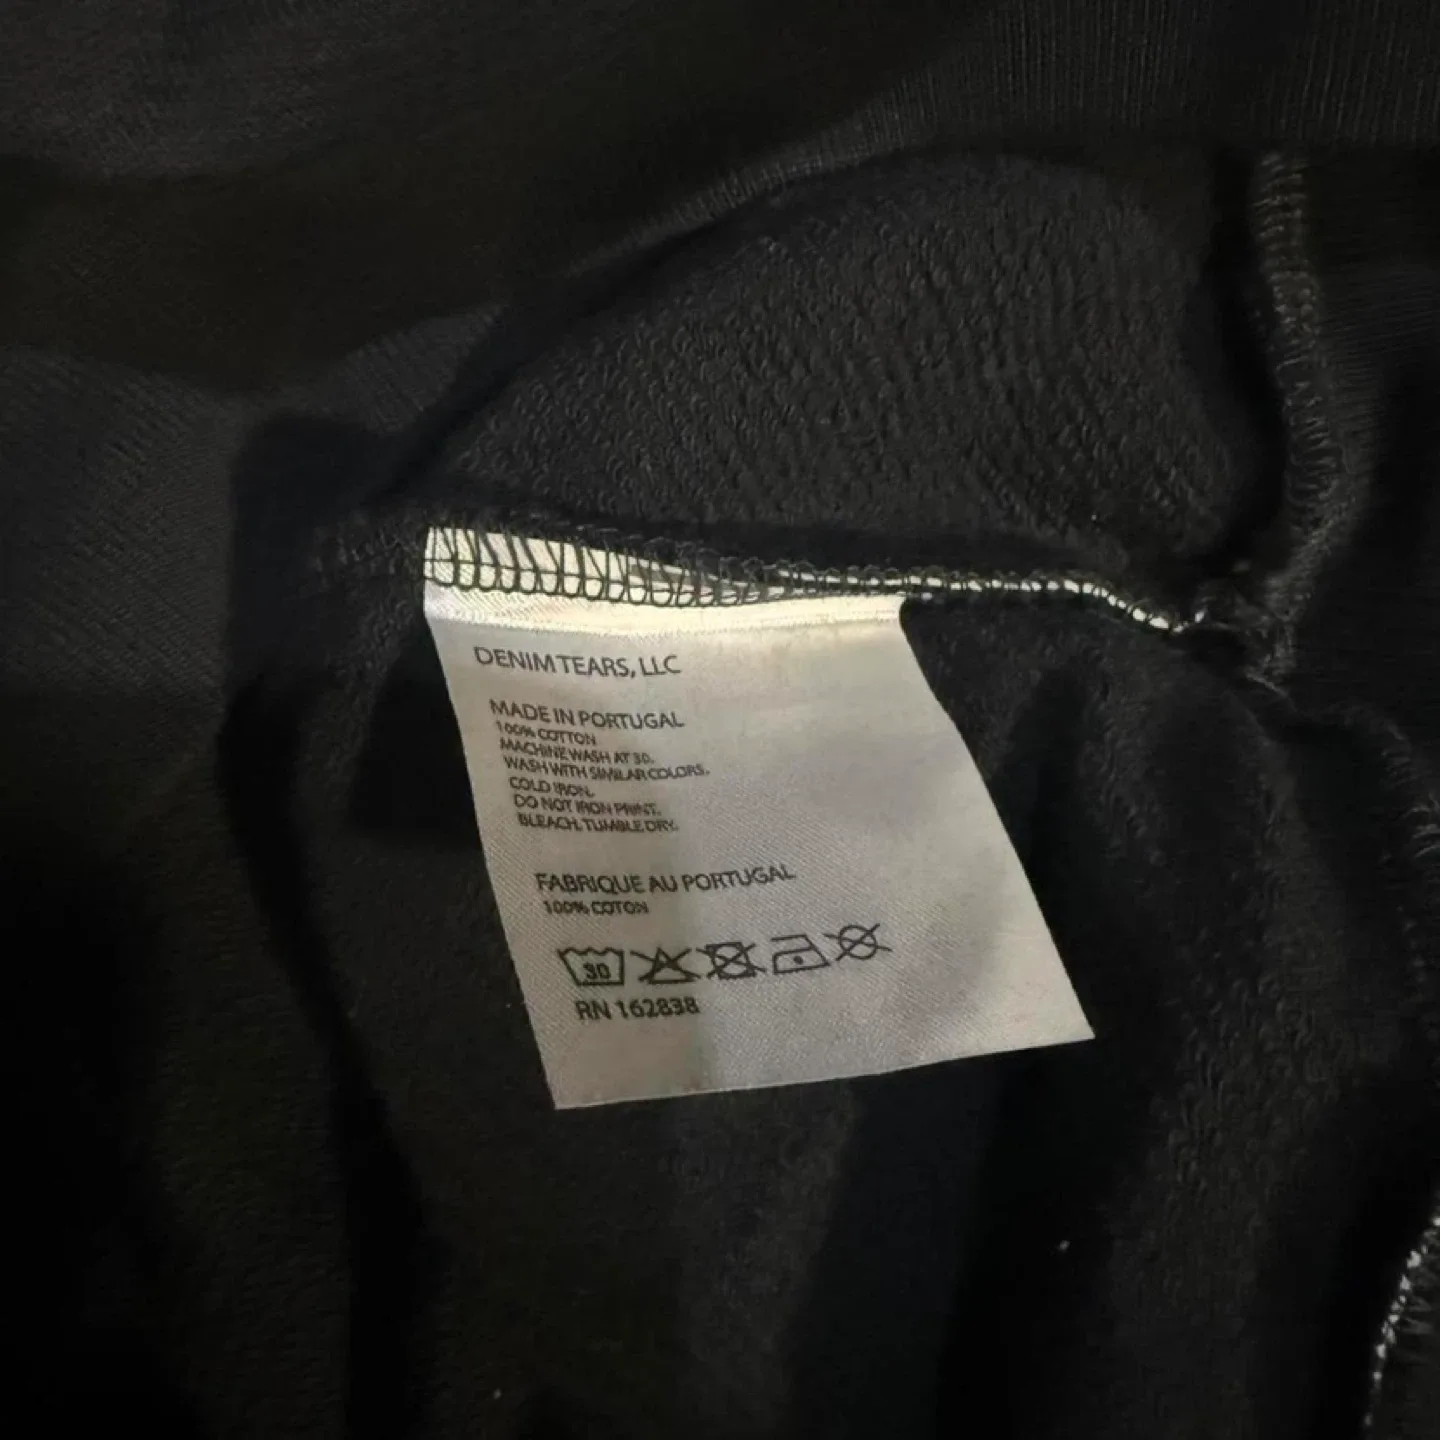 DENIM TEARS, LLC
MADE IN PORTUGAL
100% COTTON
MACHINE WASH AT 30.
WASH WITH SIMILAR COLORS.
COLD IRON.
DO NOT IRON PRINT.
BLEACH, TUMBLE DRY.
FABRIQUE AU PORTUGAL
100% COTON
30
RN 162838